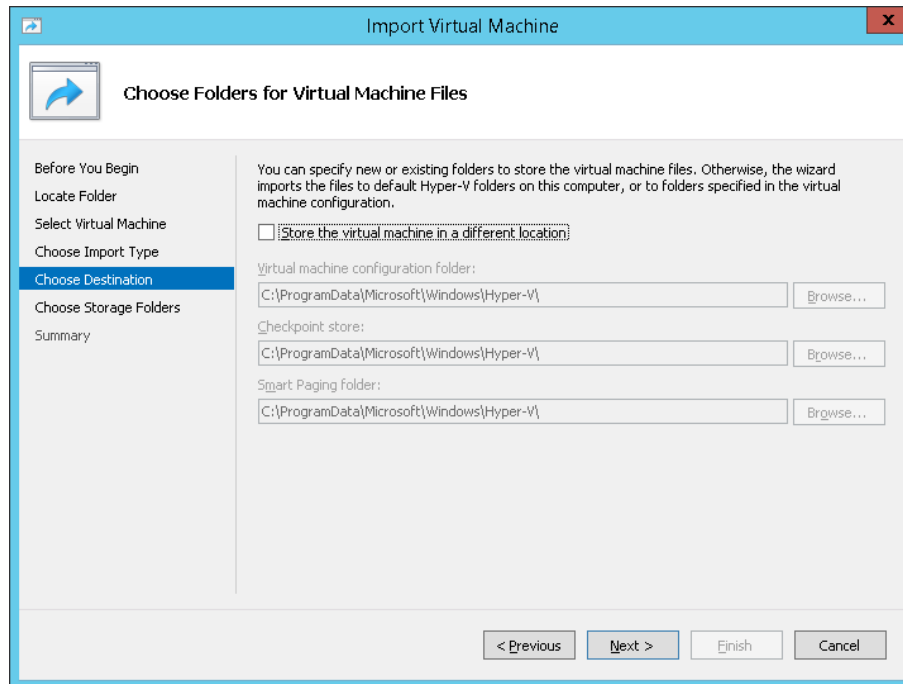 Import Virtual Machine
x
Choose Folders for Virtual Machine Files
Before You Begin
Locate Folder
Select Virtual Machine
Choose Import Type
Choose Destination
Choose Storage Folders
Summary
You can specify new or existing folders to store the virtual machine files. Otherwise, the wizard
imports the files to default Hyper-V folders on this computer, or to folders specified in the virtual
machine configuration.
Store the virtual machine in a different location
Virtual machine configuration folder:
C:\ProgramData\Microsoft\Windows\Hyper-V\
Browse...
Checkpoint store:
C:\ProgramData\Microsoft\Windows\Hyper-V\
Browse...
Smart Paging folder:
C:\ProgramData\Microsoft\Windows\Hyper-V\
Browse...
< Previous
Next >
Finish
Cancel